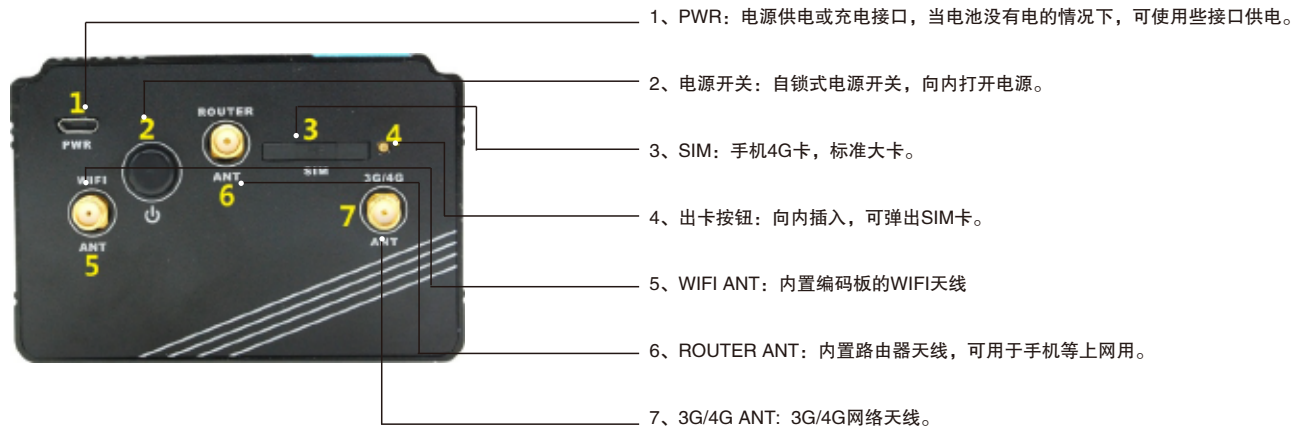 1、PWR：电源供电或充电接口，当电池没有电的情况下，可使用些接口供电。
2、电源开关：自锁式电源开关，向内打开电源。
3、SIM：手机4G卡，标准大卡。
4、出卡按钮：向内插入，可弹出SIM卡。
5、WIFI ANT：内置编码板的WIFI天线
6、ROUTER ANT：内置路由器天线，可用于手机等上网用。
7、3G/4G ANT: 3G/4G网络天线。
1
PWR
2
ROUTER
ANT
6
3
SIM
4
WIFI
ANT
5
3G/4G
7
ANT